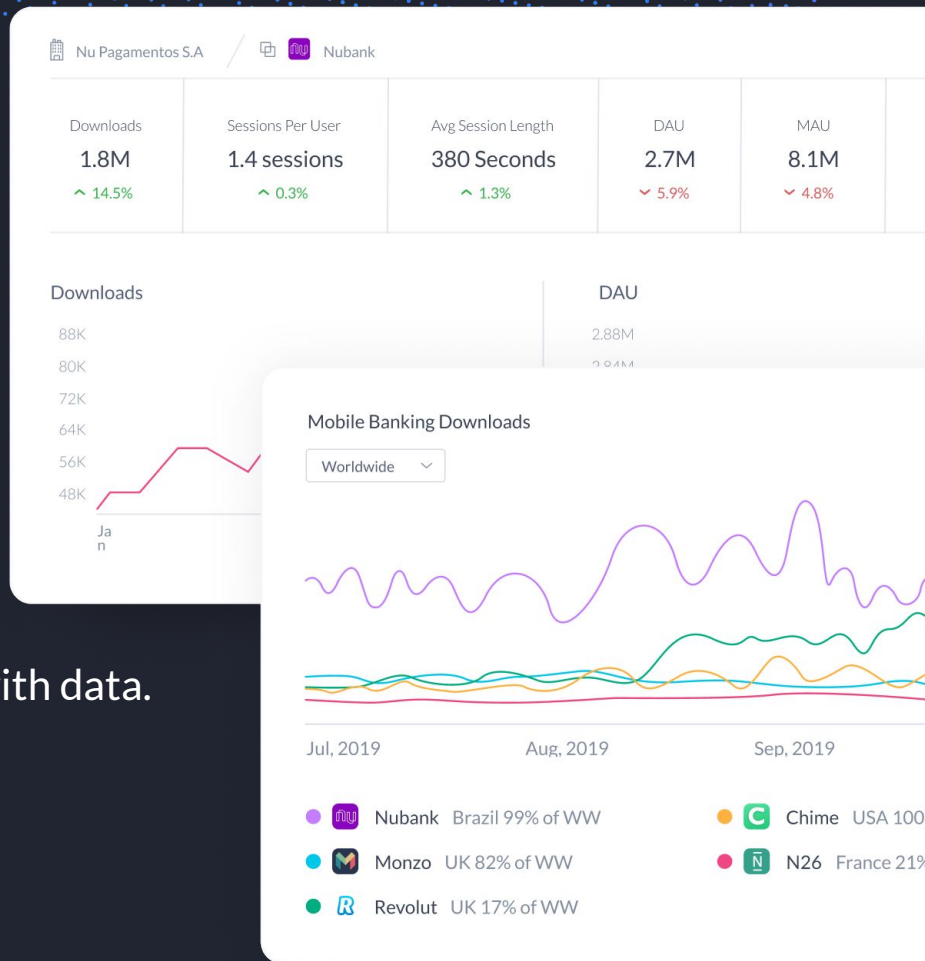 Nu Pagamentos S.A
Nubank
Downloads
Sessions Per User
Avg Session Length
DAU
MAU
1.8M
1.4 sessions
380 Seconds
2.7M
8.1M
14.5%
0.3%
1.3%
5.9%
4.8%
Downloads
88K
80K
72K
64K
56K
48K
Ja
n
DAU
2.88M
2.84M
Mobile Banking Downloads
Worldwide
Jul, 2019
Aug, 2019
Sep, 2019
Nubank Brazil 99% of WW
Monzo UK 82% of WW
Revolut UK 17% of WW
Chime USA 100
N26 France 21%
ith data.